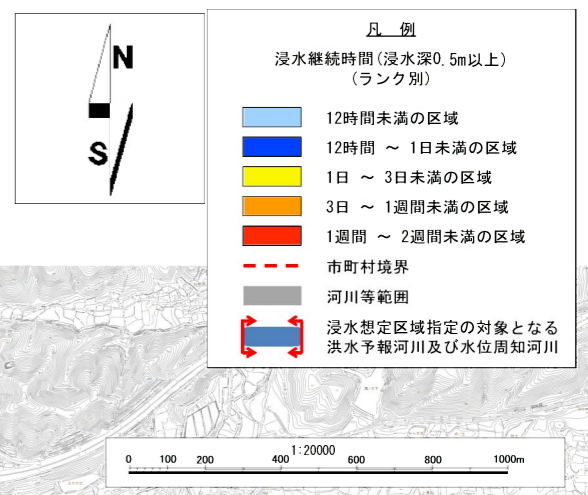 N
S
凡 例
浸水継続時間(浸水深0.5m以上)
(ランク別)
12時間未満の区域
12時間 ~ 1日未満の区域
1日 ~ 3日未満の区域
3日 ~ 1週間未満の区域
1週間 ~ 2週間未満の区域
市町村境界
河川等範囲
浸水想定区域指定の対象となる
洪水予報河川及び水位周知河川
1:20000
0 100 200 400 600 800 1000m